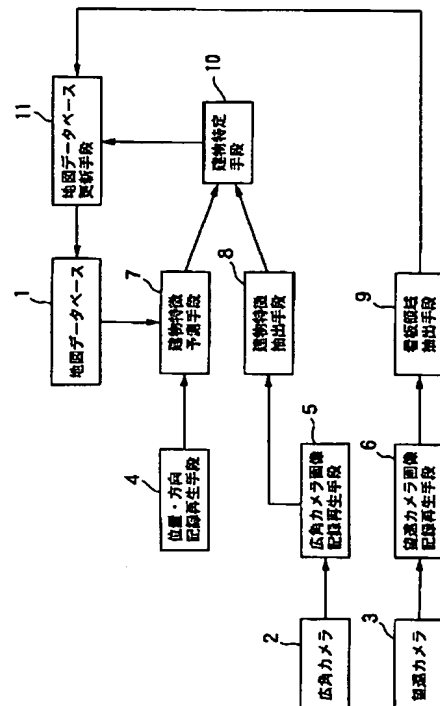 11
地図データベース
更新手段
1
地図データベース
10
建物特定
手段
7
建物特徴
予測手段
8
建物特徴
抽出手段
4
位置・方向
記録再生手段
9
看板領域
抽出手段
5
広角カメラ画像
記録再生手段
6
望遠カメラ画像
記録再生手段
2
広角カメラ
3
望遠カメラ